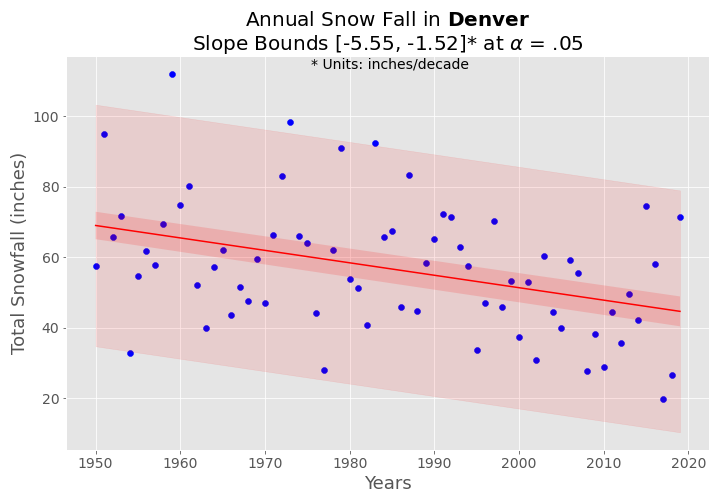 Annual Snow Fall in Denver
Slope Bounds [-5.55, -1.52]* at α = .05
* Units: inches/decade
Total Snowfall (inches)
100
80
60
40
20
1950
1960
1970
1980
1990
2000
2010
2020
Years